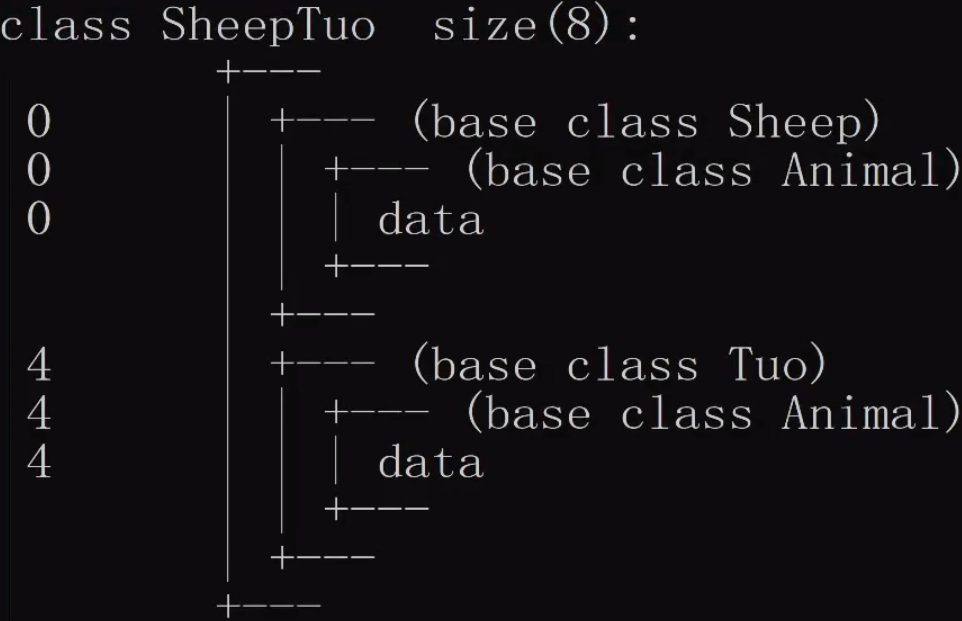 class SheepTuo  size(8):
        +---
0       | +--- (base class Sheep)
0       | | +--- (base class Animal)
0       | | | data
        | | +---
        | +---
4       | +--- (base class Tuo)
4       | | +--- (base class Animal)
4       | | | data
        | | +---
        | +---
        +---